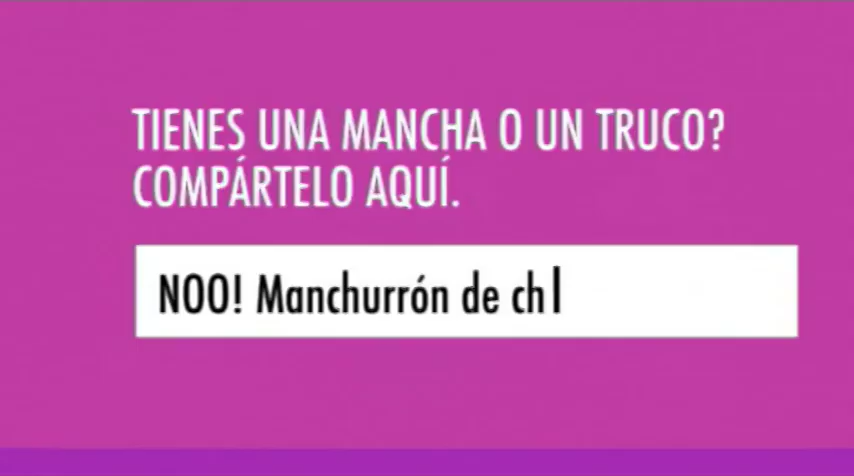 TIENES UNA MANCHA O UN TRUCO?
COMPÁRTELO AQUÍ.
NOO! Manchurrón de ch